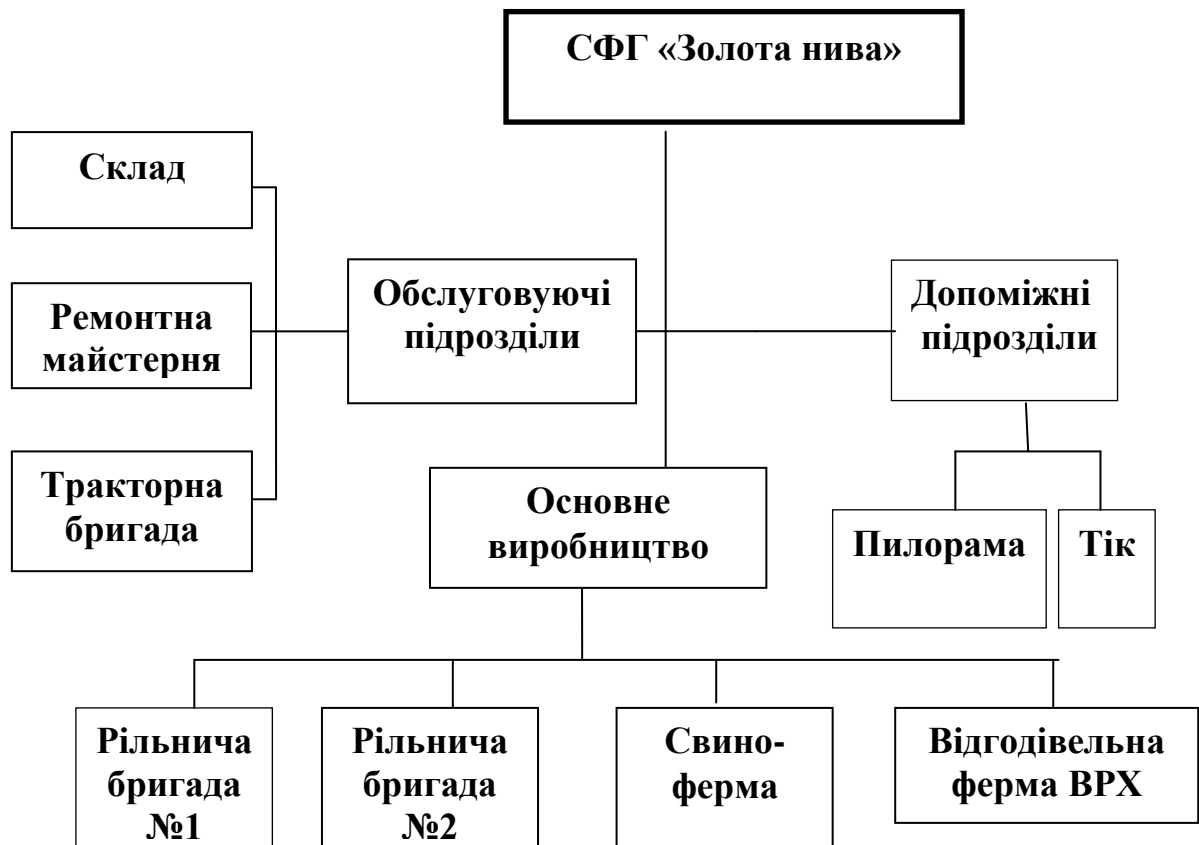 СФГ «Золота нива»
Склад
Ремонтна
майстерня
Тракторна
бригада
Обслуговуючі
підрозділи
Допоміжні
підрозділи
Основне
виробництво
Пилорама
Тік
Рільнича
бригада
№1
Рільнича
бригада
№2
Свино-
ферма
Відгодівельна
ферма ВРХ